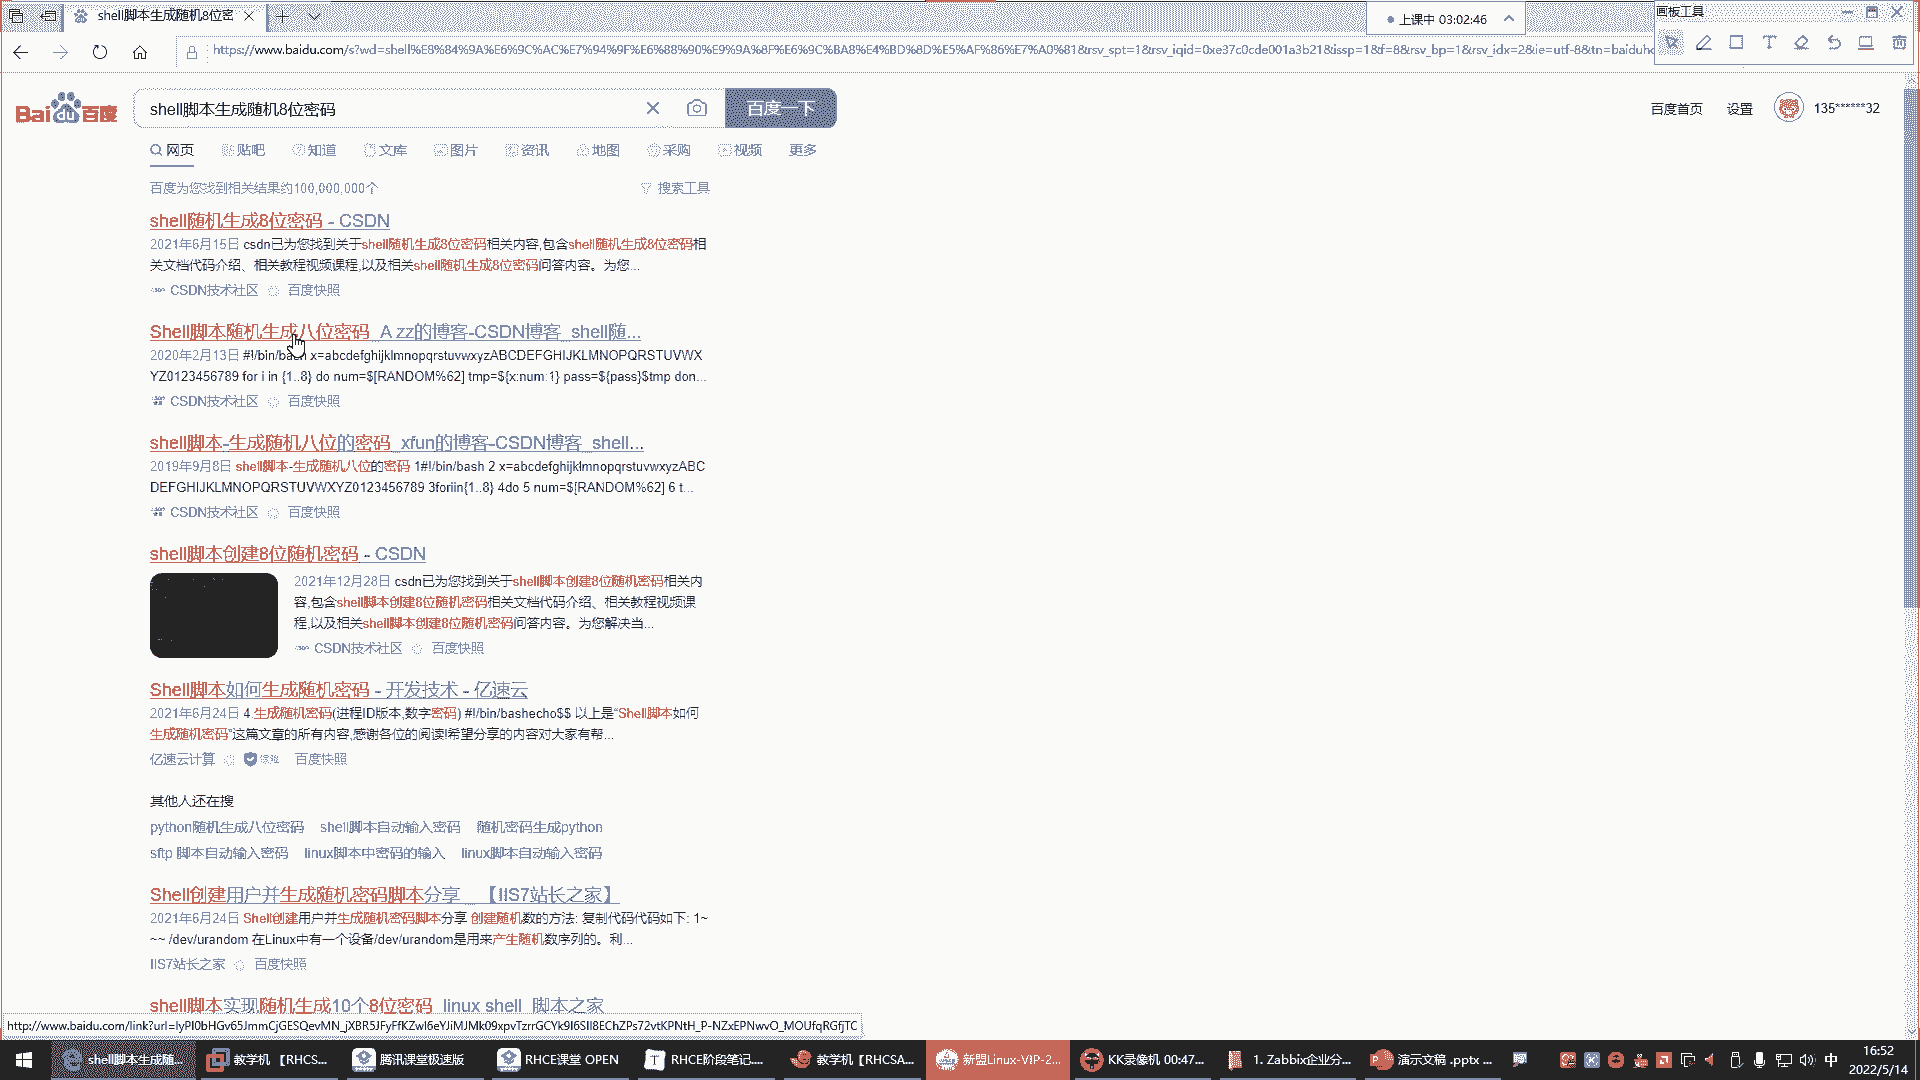 shell脚本生成随机8位密
上课中 03:02:46
画板工具
https://www.baidu.com/s?wd=shell%E8%84%9A%E6%9C%AC%E7%94%9F%E6%88%90%E9%9A%8F%E6%9C%BA8%E4%BD%8D%E5%AF%86%E7%A0%81&rsv_spt=1&rsv_iqid=0xe37c0cde001a3b21&issp=1&f=8&rsv_bp=1&rsv_idx=2&ie=utf-8&tn=baiduhc
Bai du 百度
shell脚本生成随机8位密码
百度一下
百度首页 设置 135******32
网页 贴吧 知道 文库 图片 资讯 地图 采购 视频 更多
百度为您找到相关结果约100,000,000个
搜索工具
shell随机生成8位密码 - CSDN
2021年6月15日 csdn已为您找到关于shell随机生成8位密码相关内容,包含shell随机生成8位密码相
关文档代码介绍、相关教程视频课程,以及相关shell随机生成8位密码问答内容。为您...
CSDN技术社区 百度快照
Shell脚本随机生成八位密码_A zz的博客-CSDN博客_shell随...
2020年2月13日 #!/bin/bash x=abcdefghijklmnopqrstuvwxyzABCDEFGHIJKLMNOPQRSTUVWX
YZ0123456789 for i in {1..8} do num=$[RANDOM%62] tmp=${x:num:1} pass=${pass}$tmp don...
CSDN技术社区 百度快照
shell脚本-生成随机八位的密码_xfun的博客-CSDN博客_shell...
2019年9月8日 shell脚本-生成随机八位的密码 1#!/bin/bash 2 x=abcdefghijklmnopqrstuvwxyzABC
DEFGHIJKLMNOPQRSTUVWXYZ0123456789 3foriin{1..8} 4do 5 num=$[RANDOM%62] 6 t...
CSDN技术社区 百度快照
shell脚本创建8位随机密码 - CSDN
2021年12月28日 csdn已为您找到关于shell脚本创建8位随机密码相关内
容,包含shell脚本创建8位随机密码相关文档代码介绍、相关教程视频课
程,以及相关shell脚本创建8位随机密码问答内容。为您解决当...
CSDN技术社区 百度快照
Shell脚本如何生成随机密码 - 开发技术 - 亿速云
2021年6月24日 4.生成随机密码(进程ID版本,数字密码) #!/bin/bashecho$$ 以上是“Shell脚本如何
生成随机密码”这篇文章的所有内容,感谢各位的阅读!希望分享的内容对大家有帮...
亿速云计算 百度快照
其他人还在搜
python随机生成八位密码 shell脚本自动输入密码 随机密码生成python
sftp 脚本自动输入密码 linux脚本中密码的输入 linux脚本自动输入密码
Shell创建用户并生成随机密码脚本分享 _ 【IIS7站长之家】
2021年6月24日 Shell创建用户并生成随机密码脚本分享 创建随机数的方法: 复制代码代码如下: 1~
~~ /dev/urandom 在Linux中有一个设备/dev/urandom是用来产生随机数序列的。利...
IIS7站长之家 百度快照
shell脚本实现随机生成10个8位密码_linux shell_脚本之家
shell脚本生成随... 教学机 【RHCS... 腾讯课堂极速版 RHCE课堂 OPEN RHCE阶段笔记.... 教学机【RHCSA... 新盟Linux-VIP-2... KK录像机 00:47... 1. Zabbix企业分... 演示文稿 .pptx ...
中
16:52
2022/5/14